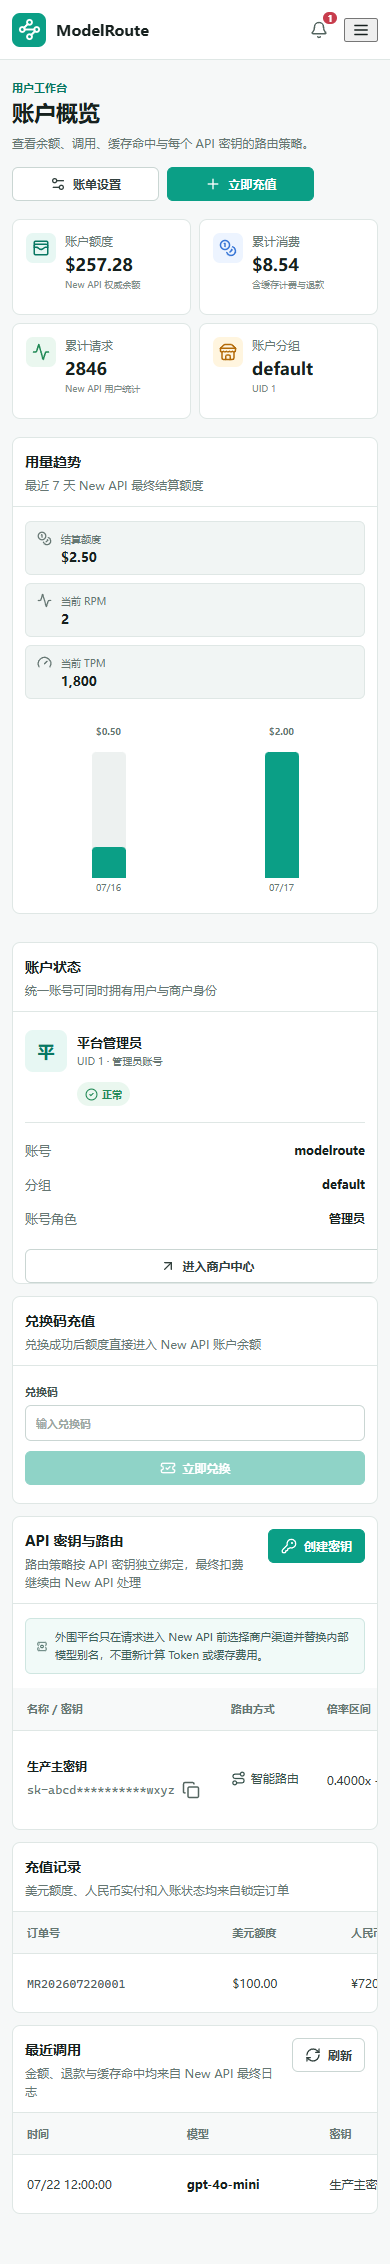 ModelRoute
1
用户工作台
账户概览
查看余额、调用、缓存命中与每个 API 密钥的路由策略。
账单设置
立即充值
账户额度
$257.28
New API 权威余额
累计消费
$8.54
含缓存计器与退款
累计请求
2846
New API 用户统计
账户分组
default
UID 1
用量趋势
最近 7 天 New API 最终结算额度
结算额度
$2.50
当前 RPM
2
当前 TPM
1,800
$0.50
$2.00
07/16
07/17
账户状态
统一账号可同时拥有用户与商户身份
平
平台管理员
UID 1 · 管理员账号
正常
账号
modelroute
分组
default
账号角色
管理员
进入商户中心
兑换码充值
兑换成功后额度直接进入 New API 账户余额
兑换码
输入兑换码
立即兑换
API 密钥与路由
路由策略按 API 密钥独立绑定，最终扣费
继续由 New API 处理
创建密钥
外围平台只在请求进入 New API 前选择商户渠道并替换内部
模型别名，不重新计算 Token 或缓存费用。
名称 / 密钥
路由方式
倍率区间
生产主密钥
sk-abcd**********wxyz
智能路由
0.4000x -
充值记录
美元额度、人民币实付和入账状态均来自锁定订单
订单号
美元额度
人民币
MR202607220001
$100.00
¥720
最近调用
金额、退款与缓存命中均来自 New API 最终日
志
刷新
时间
模型
密钥
07/22 12:00:00
gpt-4o-mini
生产主密